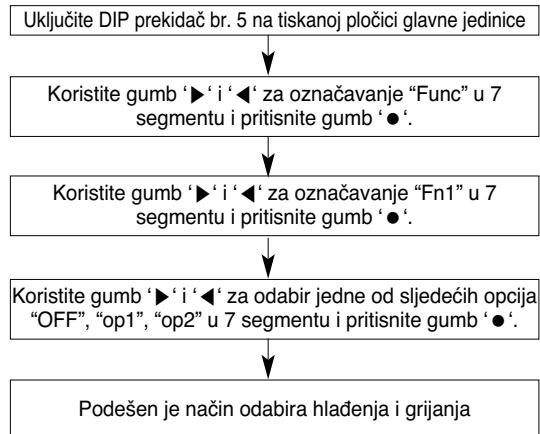 Uključite DIP prekidač br. 5 na tiskanoj pločici glavne jedinice
Koristite gumb ‘▶‘ i ‘◀‘ za označavanje “Func” u 7
segmentu i pritisnite gumb ‘●‘.
Koristite gumb ‘▶‘ i ‘◀‘ za označavanje “Fn1” u 7
segmentu i pritisnite gumb ‘●‘.
Koristite gumb ‘▶‘ i ‘◀‘ za odabir jedne od sljedećih opcija
“OFF”, “op1”, “op2” u 7 segmentu i pritisnite gumb ‘●‘.
Podešen je način odabira hlađenja i grijanja